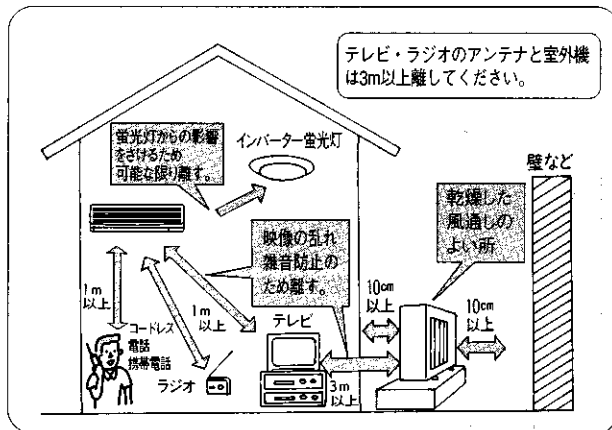 テレビ・ラジオのアンテナと室外機
は3m以上離してください。
蛍光灯からの影響
をさけるため
可能な限り離す。
インバーター蛍光灯
壁など
乾燥した
風通しの
よい所
映像の乱れ
雑音防止の
ため離す。
1m
以上
1m
以上
コードレス
電話
携帯電話
ラジオ
テレビ
3m
以上
10cm
以上
10cm
以上